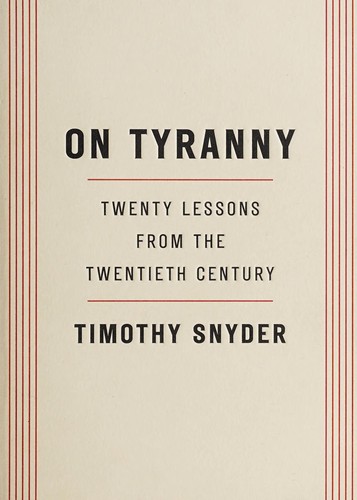 ON TYRANNY
TWENTY LESSONS
FROM THE
TWENTIETH CENTURY
TIMOTHY SNYDER